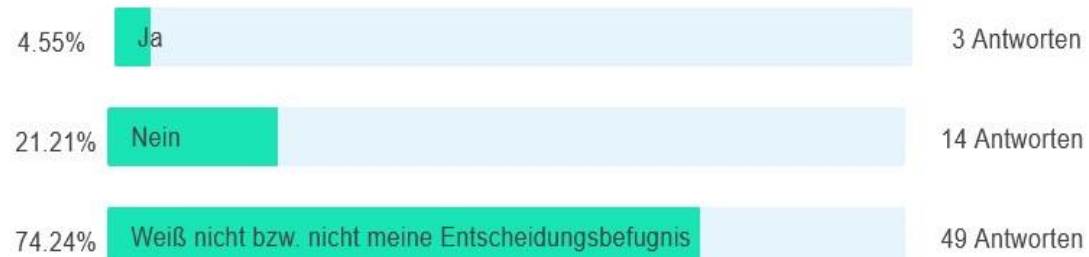 4.55% Ja 3 Antworten
21.21% Nein 14 Antworten
74.24% Weiß nicht bzw. nicht meine Entscheidungsbefugnis 49 Antworten